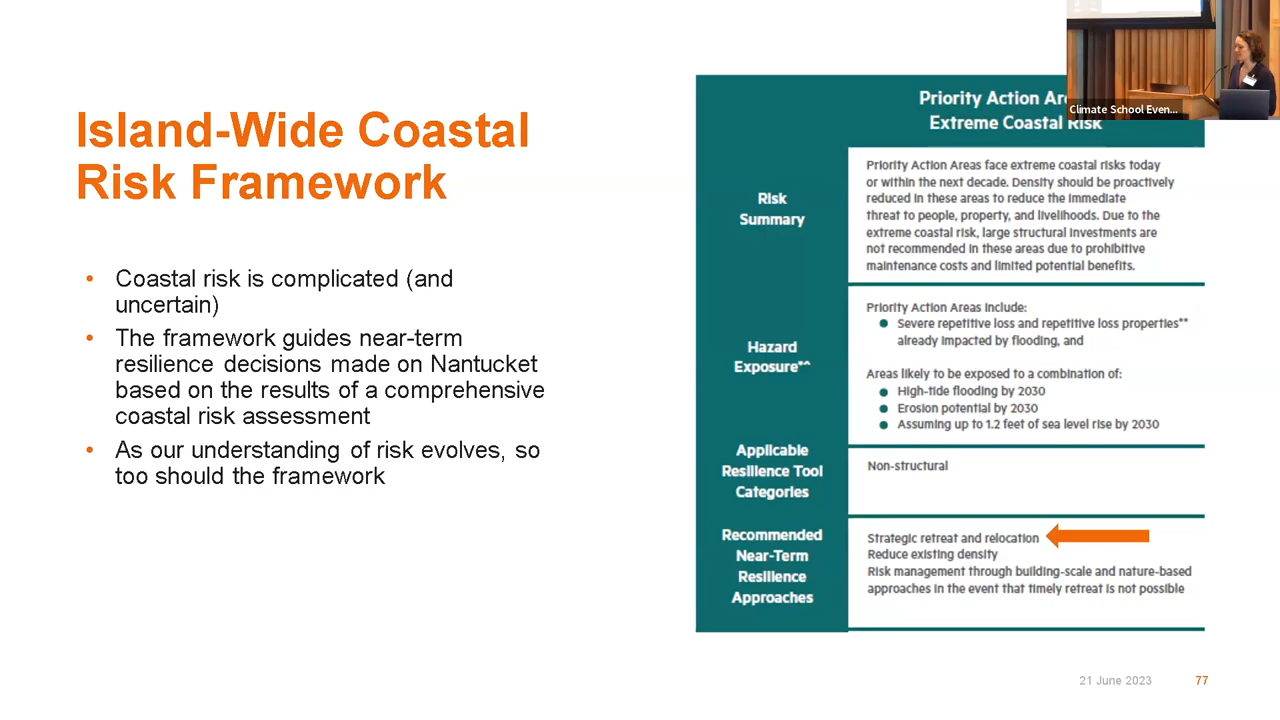 Island-Wide Coastal
Risk Framework
• Coastal risk is complicated (and
uncertain)
• The framework guides near-term
resilience decisions made on Nantucket
based on the results of a comprehensive
coastal risk assessment
• As our understanding of risk evolves, so
too should the framework
Priority Action
Extreme Coastal Risk
Climate School Even...
Risk
Summary
Priority Action Areas face extreme coastal risks today
or within the next decade. Density should be proactively
reduced in these areas to reduce the immediate
threat to people, property, and livelihoods. Due to the
extreme coastal risk, large structural investments are
not recommended in these areas due to prohibitive
maintenance costs and limited potential benefits.
Hazard
Exposure*^
Priority Action Areas include:
● Severe repetitive loss and repetitive loss properties**
already impacted by flooding, and
Areas likely to be exposed to a combination of:
● High-tide flooding by 2030
● Erosion potential by 2030
● Assuming up to 1.2 feet of sea level rise by 2030
Applicable
Resilience Tool
Categories
Non-structural
Recommended
Near-Term
Resilience
Approaches
Strategic retreat and relocation
Reduce existing density
Risk management through building-scale and nature-based
approaches in the event that timely retreat is not possible
21 June 2023
77